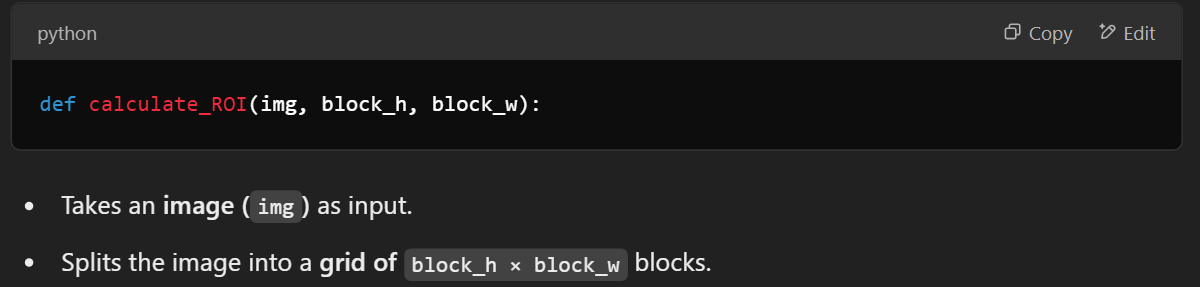 python
Copy
Edit
def calculate_ROI(img, block_h, block_w):
• Takes an image (img) as input.
• Splits the image into a grid of block_h × block_w blocks.